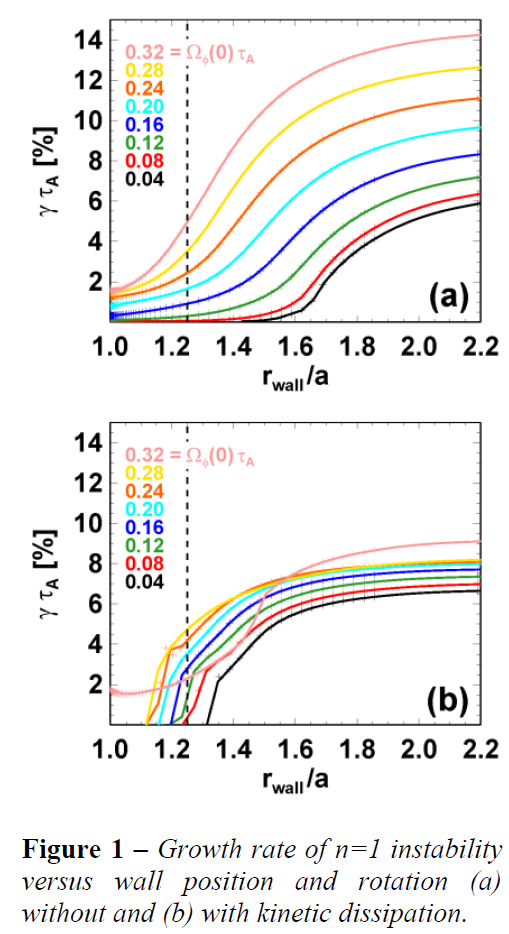 14
12
10
8
6
4
2
γ τA [%]
0.32 = Ωϕ(0) τA
0.28
0.24
0.20
0.16
0.12
0.08
0.04
(a)
1.0 1.2 1.4 1.6 1.8 2.0 2.2
rwall/a
14
12
10
8
6
4
2
γ τA [%]
0.32 = Ωϕ(0) τA
0.28
0.24
0.20
0.16
0.12
0.08
0.04
(b)
1.0 1.2 1.4 1.6 1.8 2.0 2.2
rwall/a
Figure 1 – Growth rate of n=1 instability
versus wall position and rotation (a)
without and (b) with kinetic dissipation.